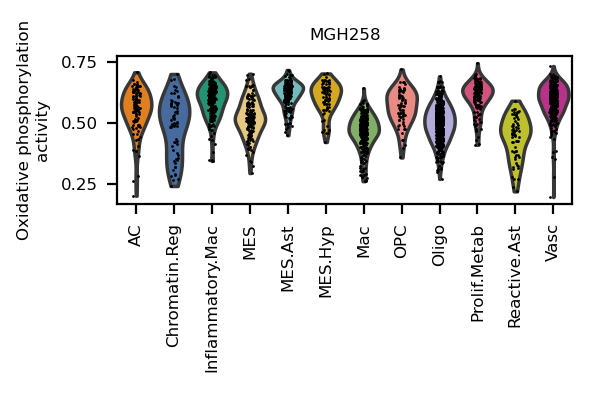 MGH258
Oxidative phosphorylation
activity
0.75
0.50
0.25
AC
Chromatin.Reg
Inflammatory.Mac
MES
MES.Ast
MES.Hyp
Mac
OPC
Oligo
Prolif.Metab
Reactive.Ast
Vasc